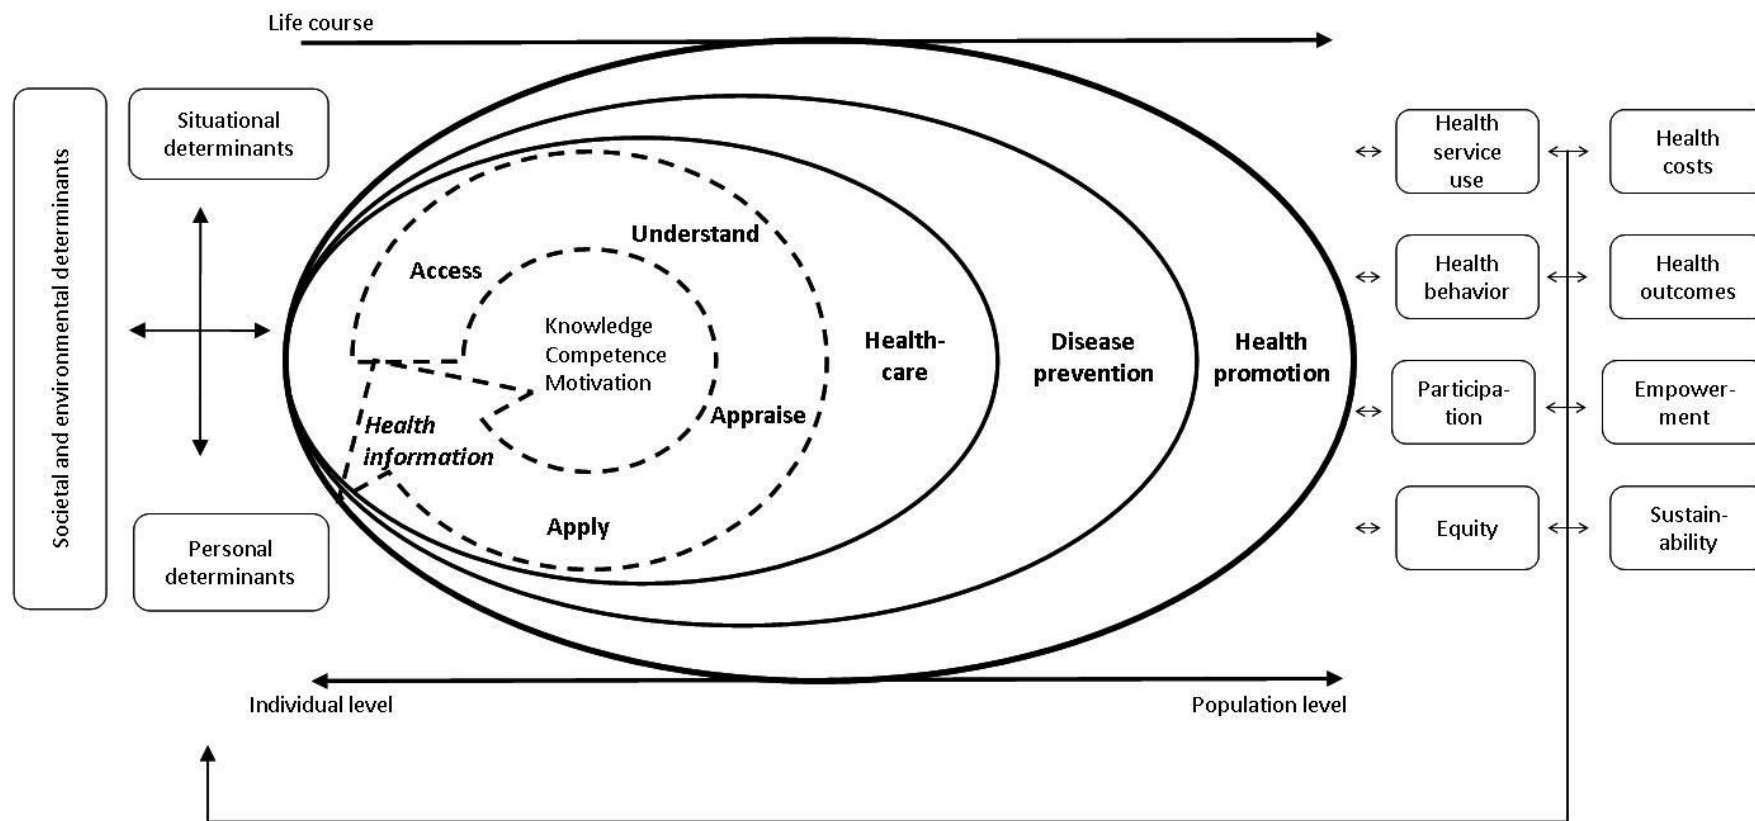 Life course
Societal and environmental determinants
Situational
determinants
Personal
determinants
Access
Understand
Appraise
Apply
Health
information
Knowledge
Competence
Motivation
Health-
care
Disease
prevention
Health
promotion
Individual level
Population level
Health
service
use
Health
costs
Health
behavior
Health
outcomes
Participa-
tion
Empower-
ment
Equity
Sustain-
ability